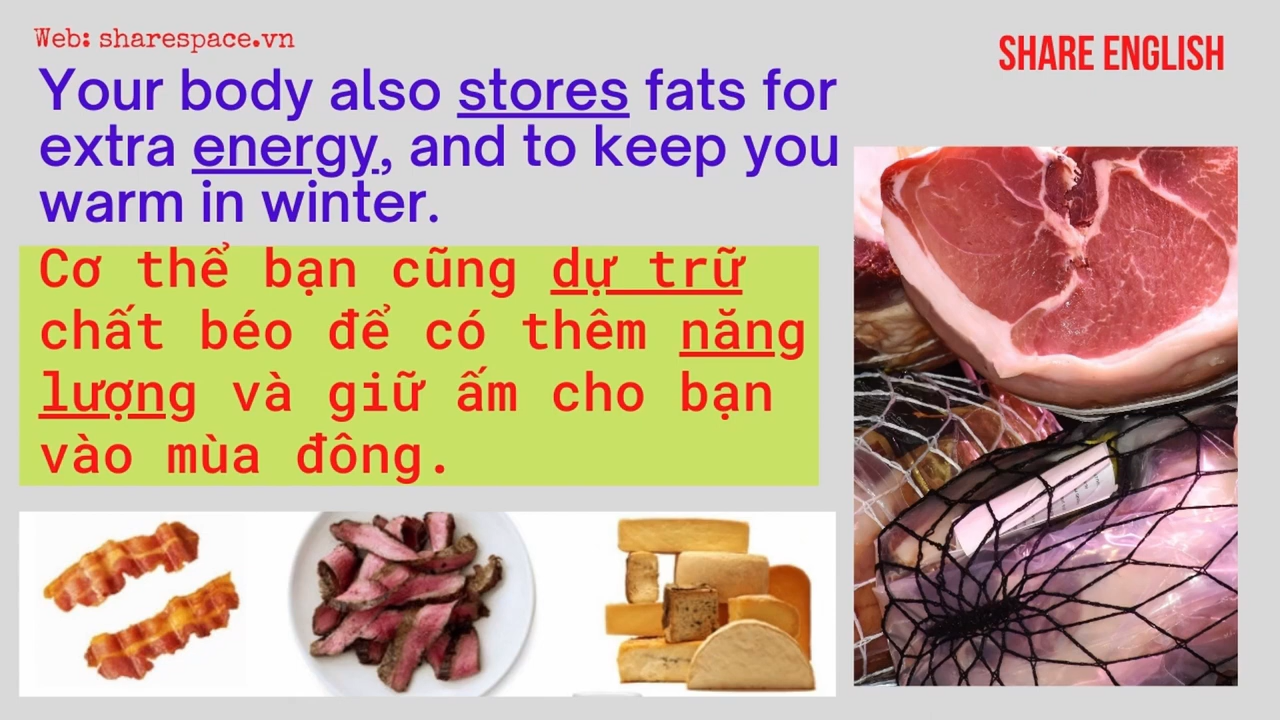 Web: sharespace.vn
SHARE ENGLISH
Your body also stores fats for
extra energy, and to keep you
warm in winter.
Cơ thể bạn cũng dự trữ
chất béo để có thêm năng
lượng và giữ ấm cho bạn
vào mùa đông.